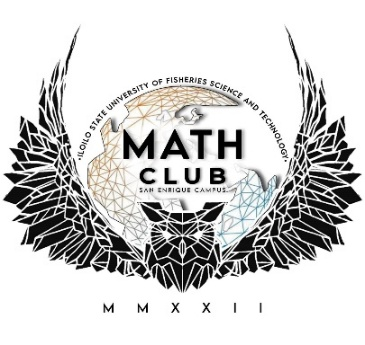 •ILOILO STATE UNIVERSITY OF FISHERIES SCIENCE AND TECHNOLOGY•
MATH
CLUB
SAN ENRIQUE CAMPUS
MMXXII